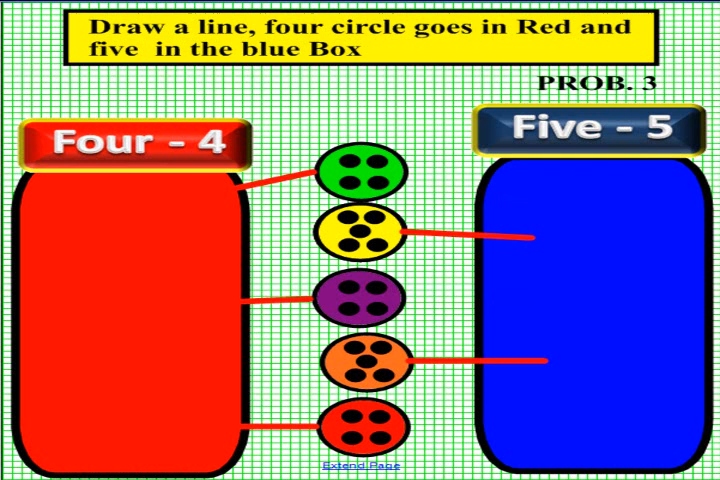 Draw a line, four circle goes in Red and
five in the blue Box
PROB. 3
Four - 4
Five - 5
Extend Page